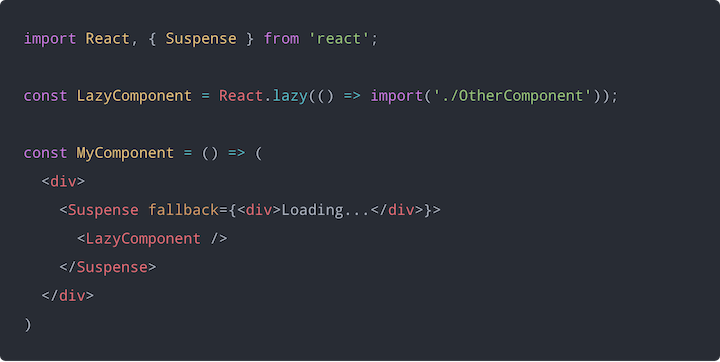 import React, { Suspense } from 'react';
const LazyComponent = React.lazy(() => import('./OtherComponent'));
const MyComponent = () => (
  <div>
    <Suspense fallback={<div>Loading...</div>}>
      <LazyComponent />
    </Suspense>
  </div>
)